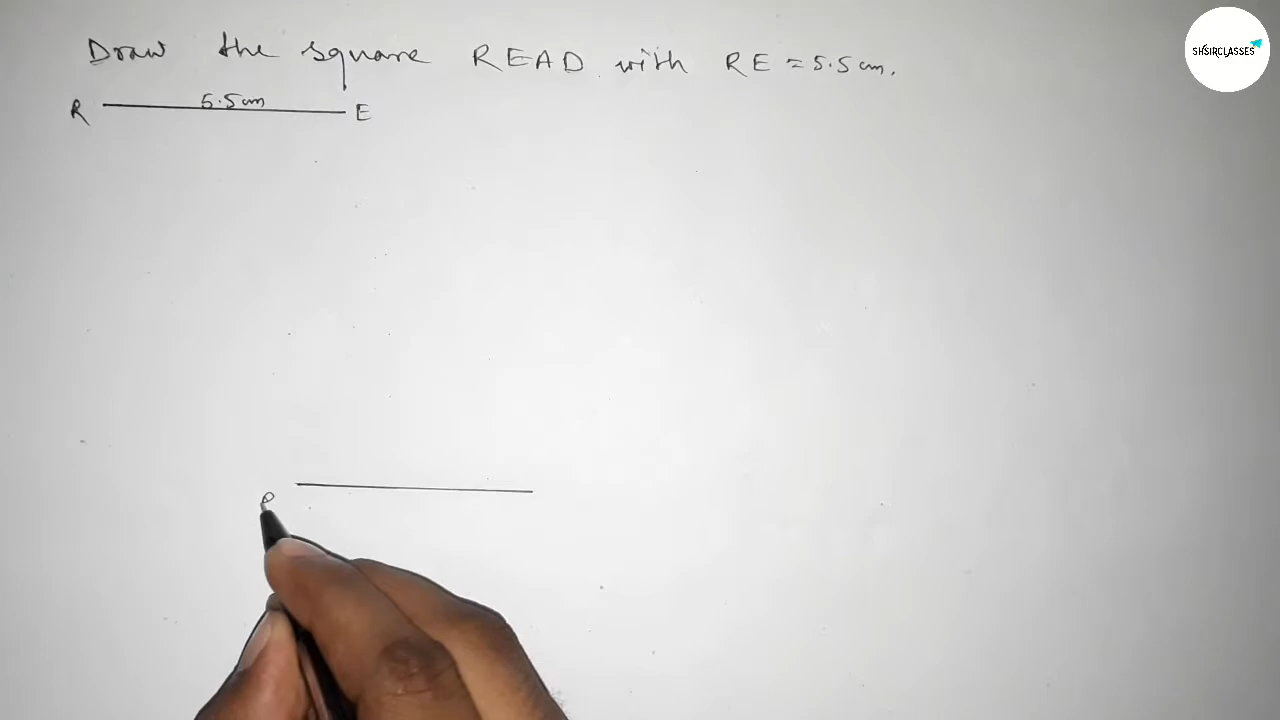 Draw the square READ with RE = 5.5 cm.
R 5.5cm E
R
SHSIRCLASSES